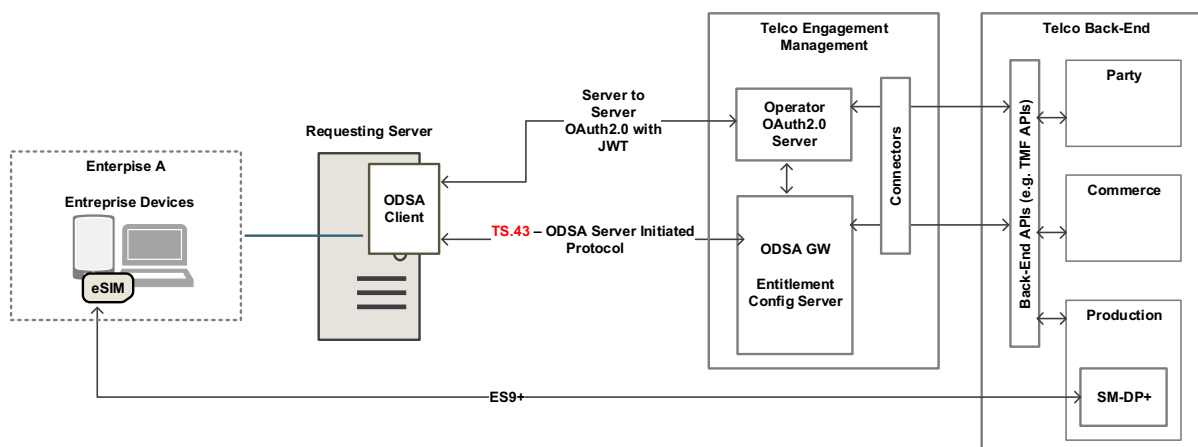 Telco Engagement
Management
Telco Back-End
Party
Operator
OAuth2.0
Server
Server to
Server
OAuth2.0 with
JWT
Requesting Server
Enterpise A
Entreprise Devices
eSIM
ODSA
Client
TS.43 – ODSA Server Initiated
Protocol
ODSA GW
Entitlement
Config Server
Connectors
Back-End APIs (e.g. TMF APIs)
Commerce
Production
SM-DP+
ES9+